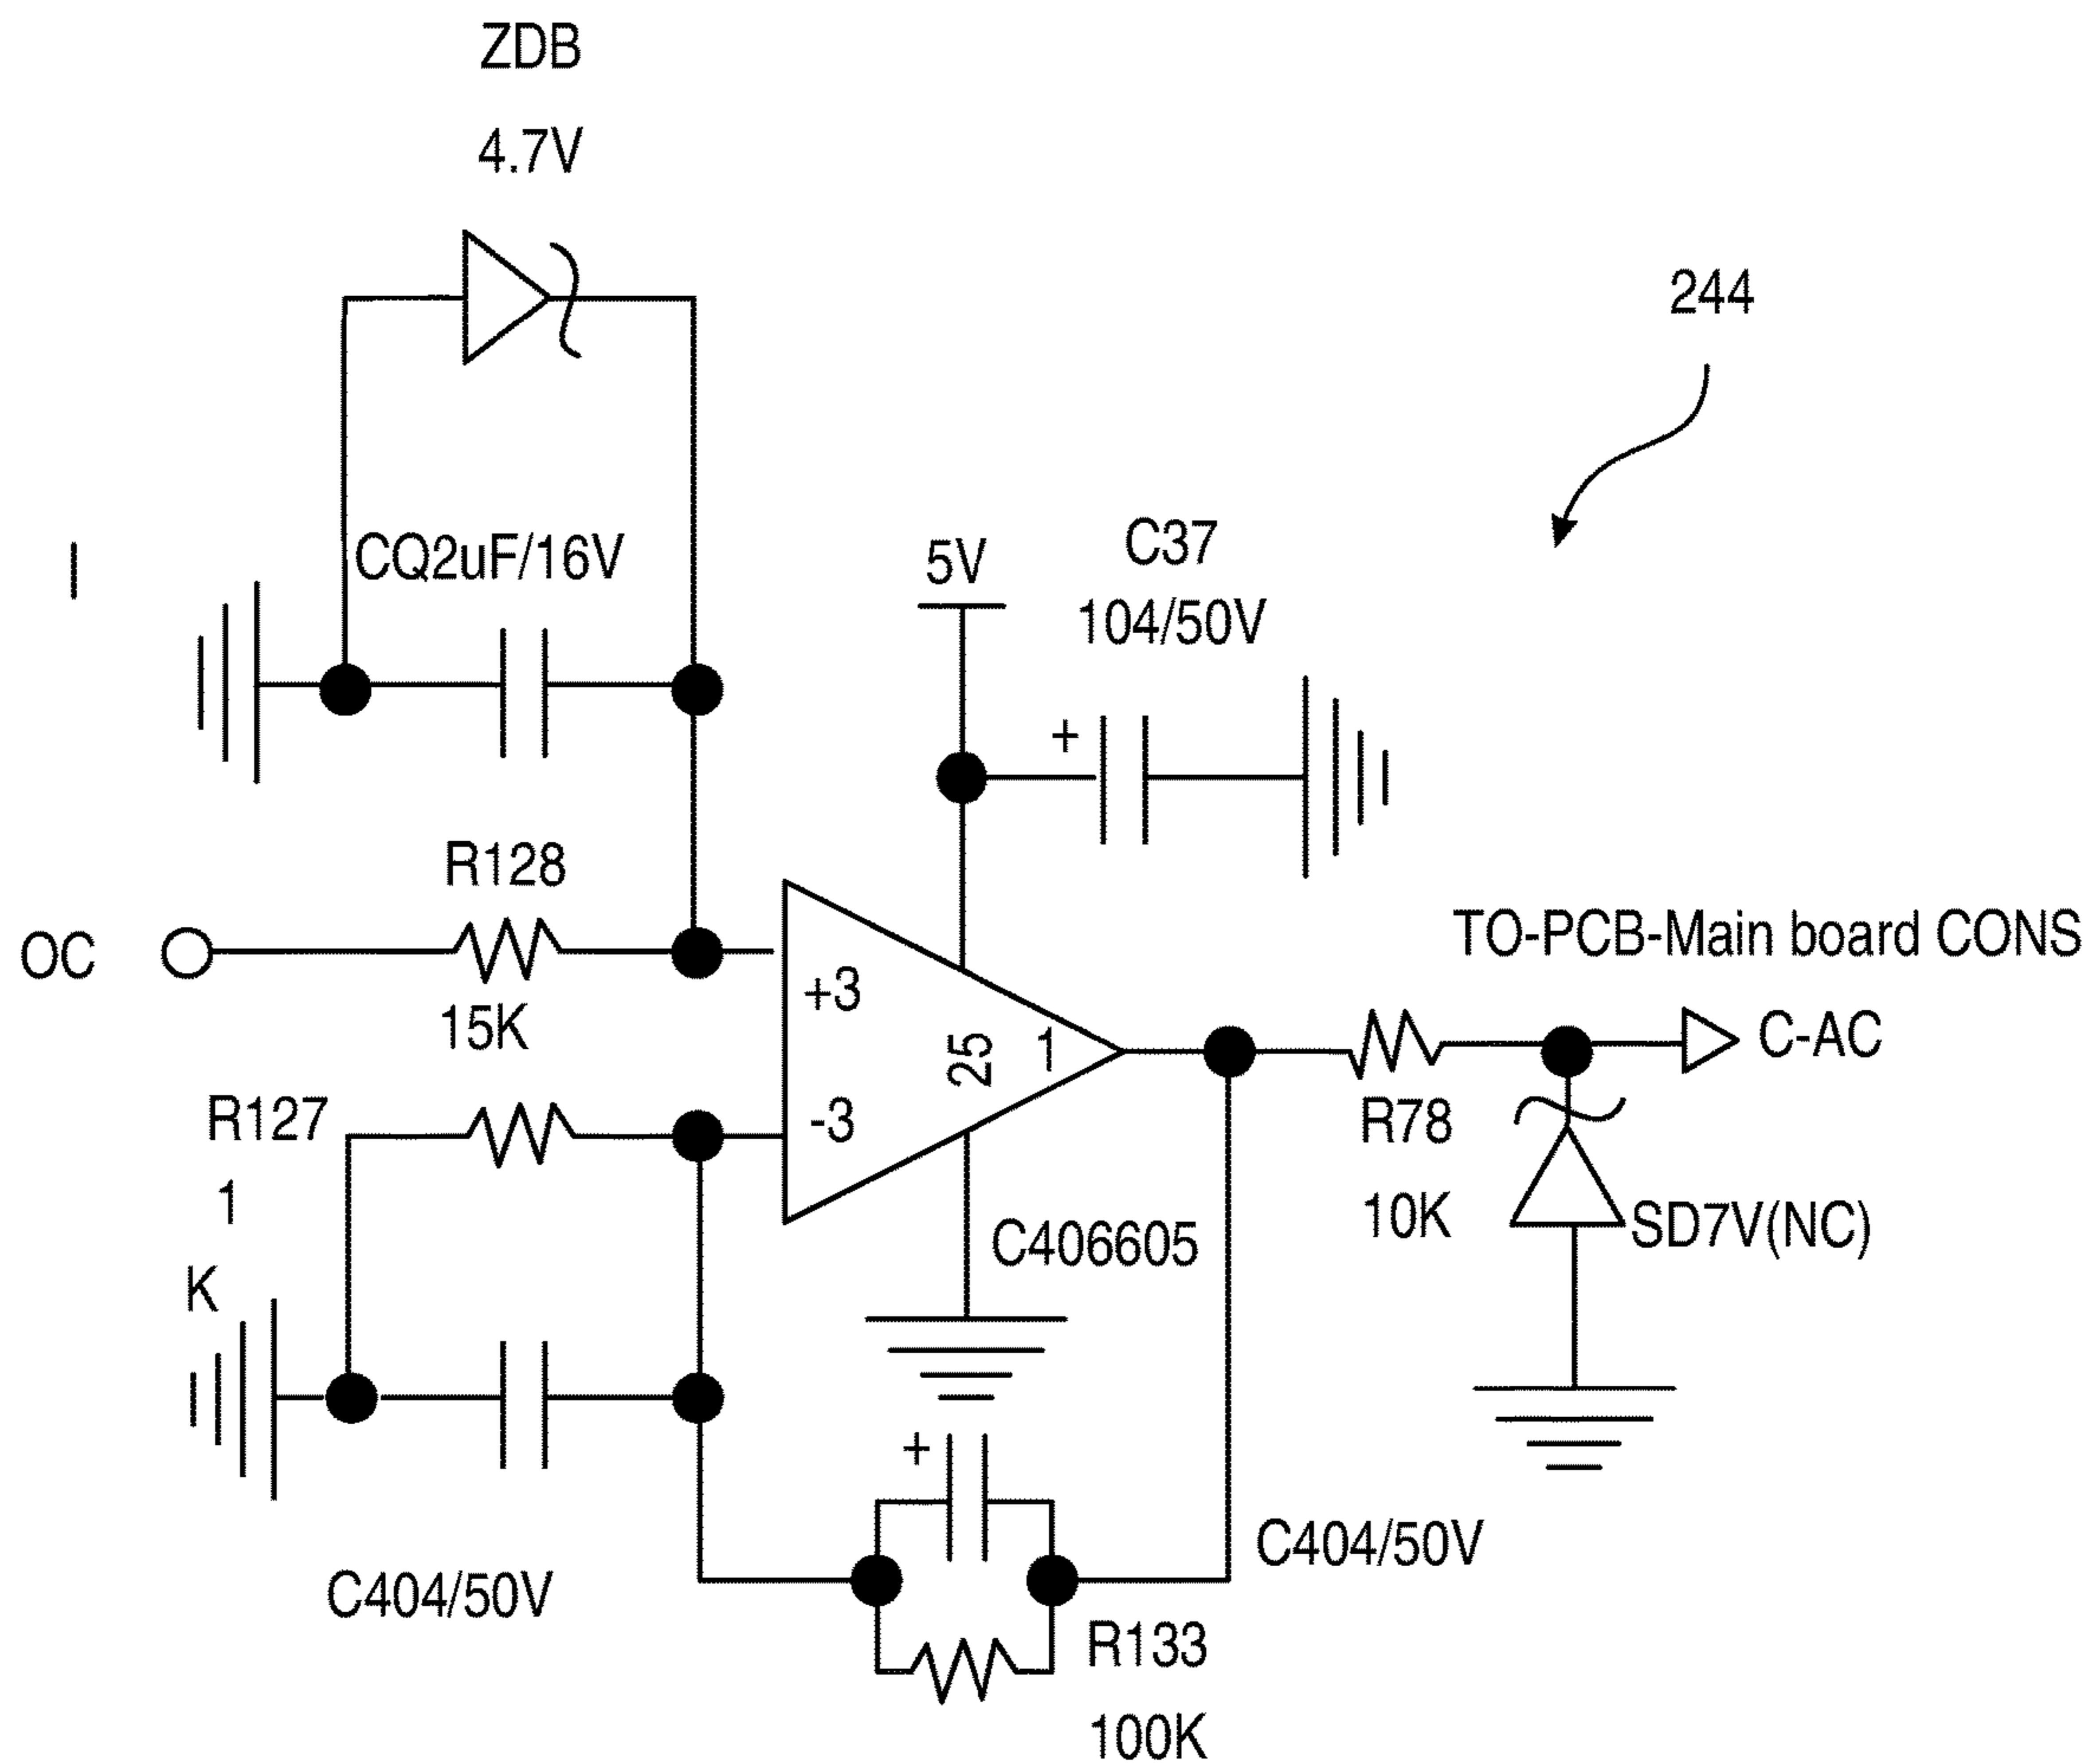 ZDB
4.7V
244
CQ2uF/16V
5V
C37
104/50V
+
R128
OC
15K
TO-PCB-Main board CONS
+3
25
1
C-AC
R127
1
K
-3
R78
10K
SD7V(NC)
C406605
+
C404/50V
C404/50V
R133
100K